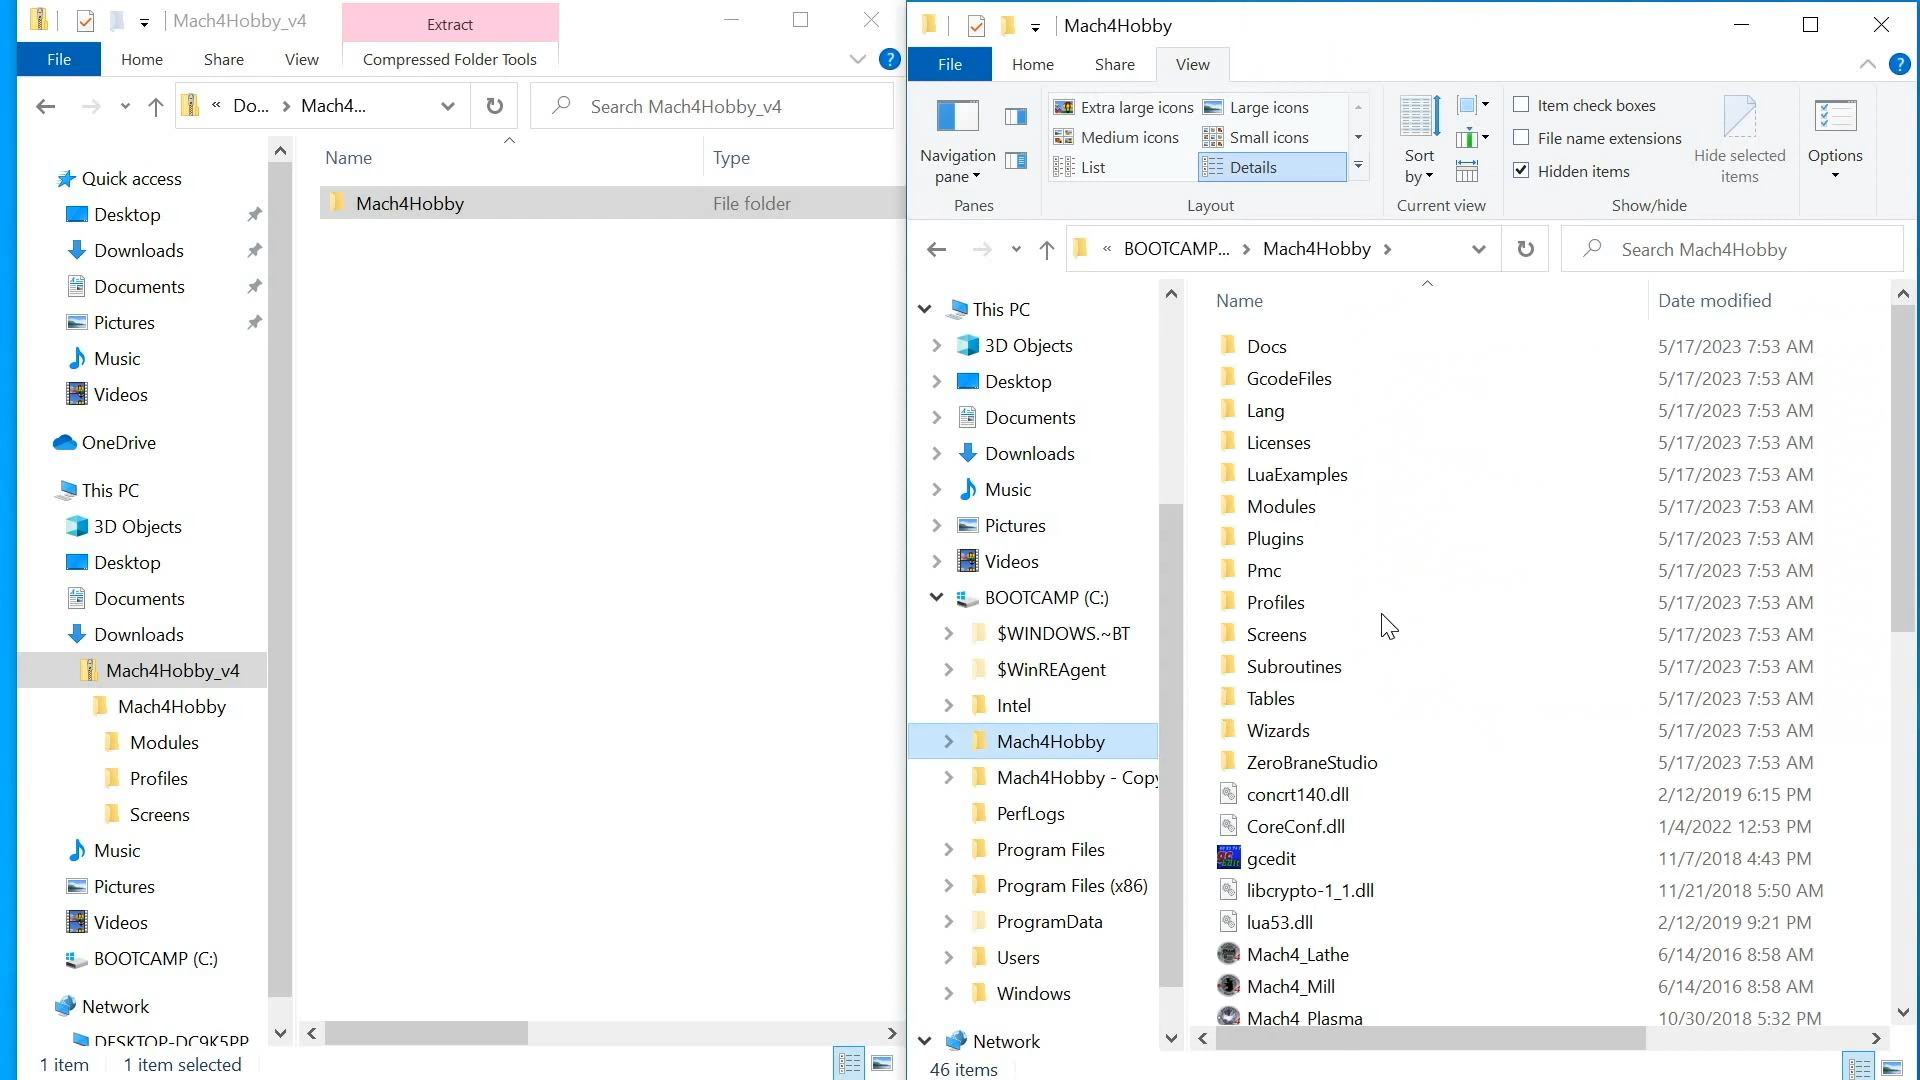 Mach4Hobby_v4
Extract
File
Home
Share
View
Compressed Folder Tools
?
« Do... > Mach4...
Search Mach4Hobby_v4
Quick access
Desktop
Downloads
Documents
Pictures
Music
Videos
OneDrive
This PC
3D Objects
Desktop
Documents
Downloads
Mach4Hobby_v4
Mach4Hobby
Modules
Profiles
Screens
Music
Pictures
Videos
BOOTCAMP (C:)
Network
DESKTOP-DC9K5PP
Name
Type
Mach4Hobby
File folder
1 item
1 item selected
Mach4Hobby
File
Home
Share
View
?
Navigation
pane
Panes
Extra large icons
Large icons
Medium icons
Small icons
List
Details
Layout
Sort
by
Current view
Item check boxes
File name extensions
Hidden items
Hide selected
items
Show/hide
Options
« BOOTCAMP... > Mach4Hobby >
Search Mach4Hobby
This PC
3D Objects
Desktop
Documents
Downloads
Music
Pictures
Videos
BOOTCAMP (C:)
$WINDOWS.~BT
$WinREAgent
Intel
Mach4Hobby
Mach4Hobby - Copy
PerfLogs
Program Files
Program Files (x86)
ProgramData
Users
Windows
Network
Name
Date modified
Docs 5/17/2023 7:53 AM
GcodeFiles 5/17/2023 7:53 AM
Lang 5/17/2023 7:53 AM
Licenses 5/17/2023 7:53 AM
LuaExamples 5/17/2023 7:53 AM
Modules 5/17/2023 7:53 AM
Plugins 5/17/2023 7:53 AM
Pmc 5/17/2023 7:53 AM
Profiles 5/17/2023 7:53 AM
Screens 5/17/2023 7:53 AM
Subroutines 5/17/2023 7:53 AM
Tables 5/17/2023 7:53 AM
Wizards 5/17/2023 7:53 AM
ZeroBraneStudio 5/17/2023 7:53 AM
concrt140.dll 2/12/2019 6:15 PM
CoreConf.dll 1/4/2022 12:53 PM
gcedit 11/7/2018 4:43 PM
libcrypto-1_1.dll 11/21/2018 5:50 AM
lua53.dll 2/12/2019 9:21 PM
Mach4_Lathe 6/14/2016 8:58 AM
Mach4_Mill 6/14/2016 8:58 AM
Mach4_Plasma 10/30/2018 5:32 PM
46 items